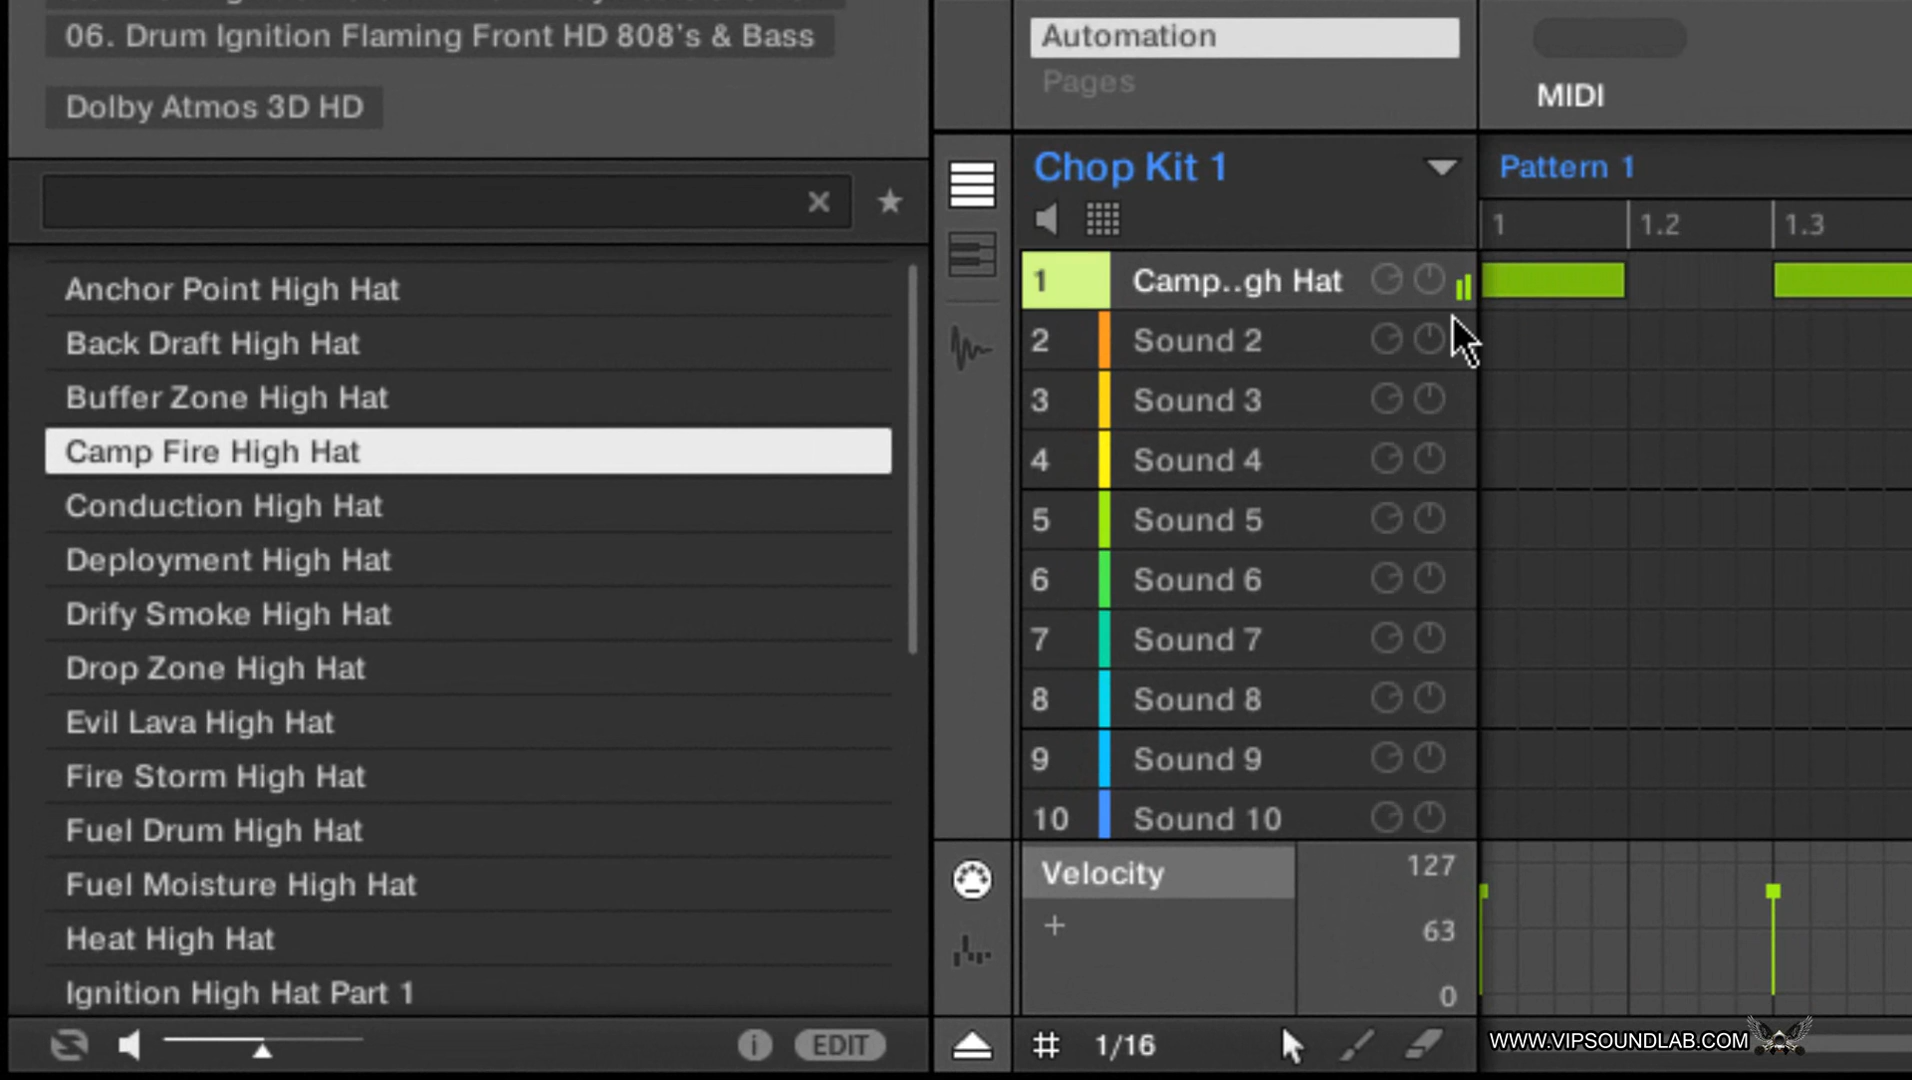 06. Drum Ignition Flaming Front HD 808's & Bass
Dolby Atmos 3D HD
Anchor Point High Hat
Back Draft High Hat
Buffer Zone High Hat
Camp Fire High Hat
Conduction High Hat
Deployment High Hat
Drify Smoke High Hat
Drop Zone High Hat
Evil Lava High Hat
Fire Storm High Hat
Fuel Drum High Hat
Fuel Moisture High Hat
Heat High Hat
Ignition High Hat Part 1
EDIT
Automation
Pages
MIDI
Chop Kit 1
Pattern 1
1 1.2 1.3
1 Camp..gh Hat
2 Sound 2
3 Sound 3
4 Sound 4
5 Sound 5
6 Sound 6
7 Sound 7
8 Sound 8
9 Sound 9
10 Sound 10
Velocity
+
127
63
0
1/16
WWW.VIPSOUNDLAB.COM